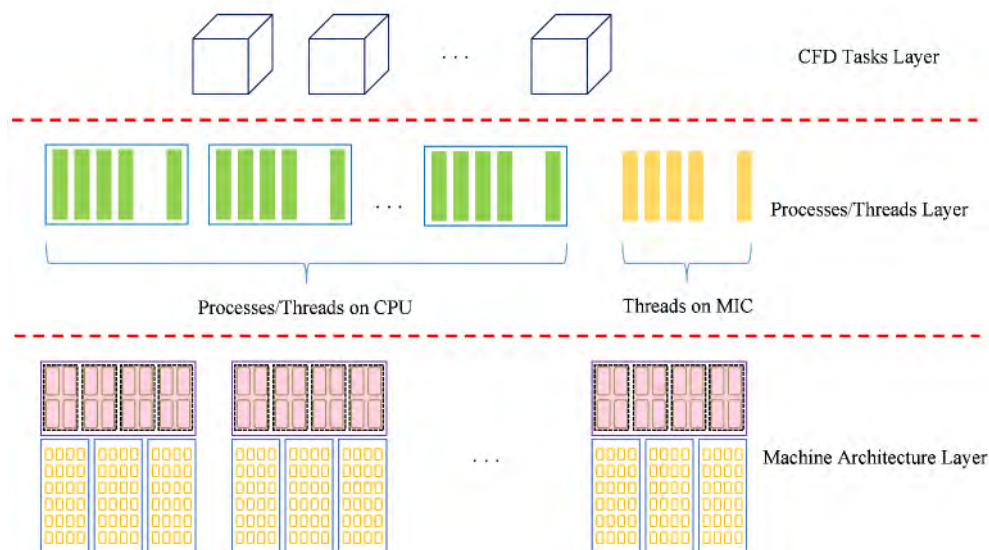 . . .
CFD Tasks Layer
. . .
Processes/Threads Layer
Processes/Threads on CPU
Threads on MIC
. . .
Machine Architecture Layer